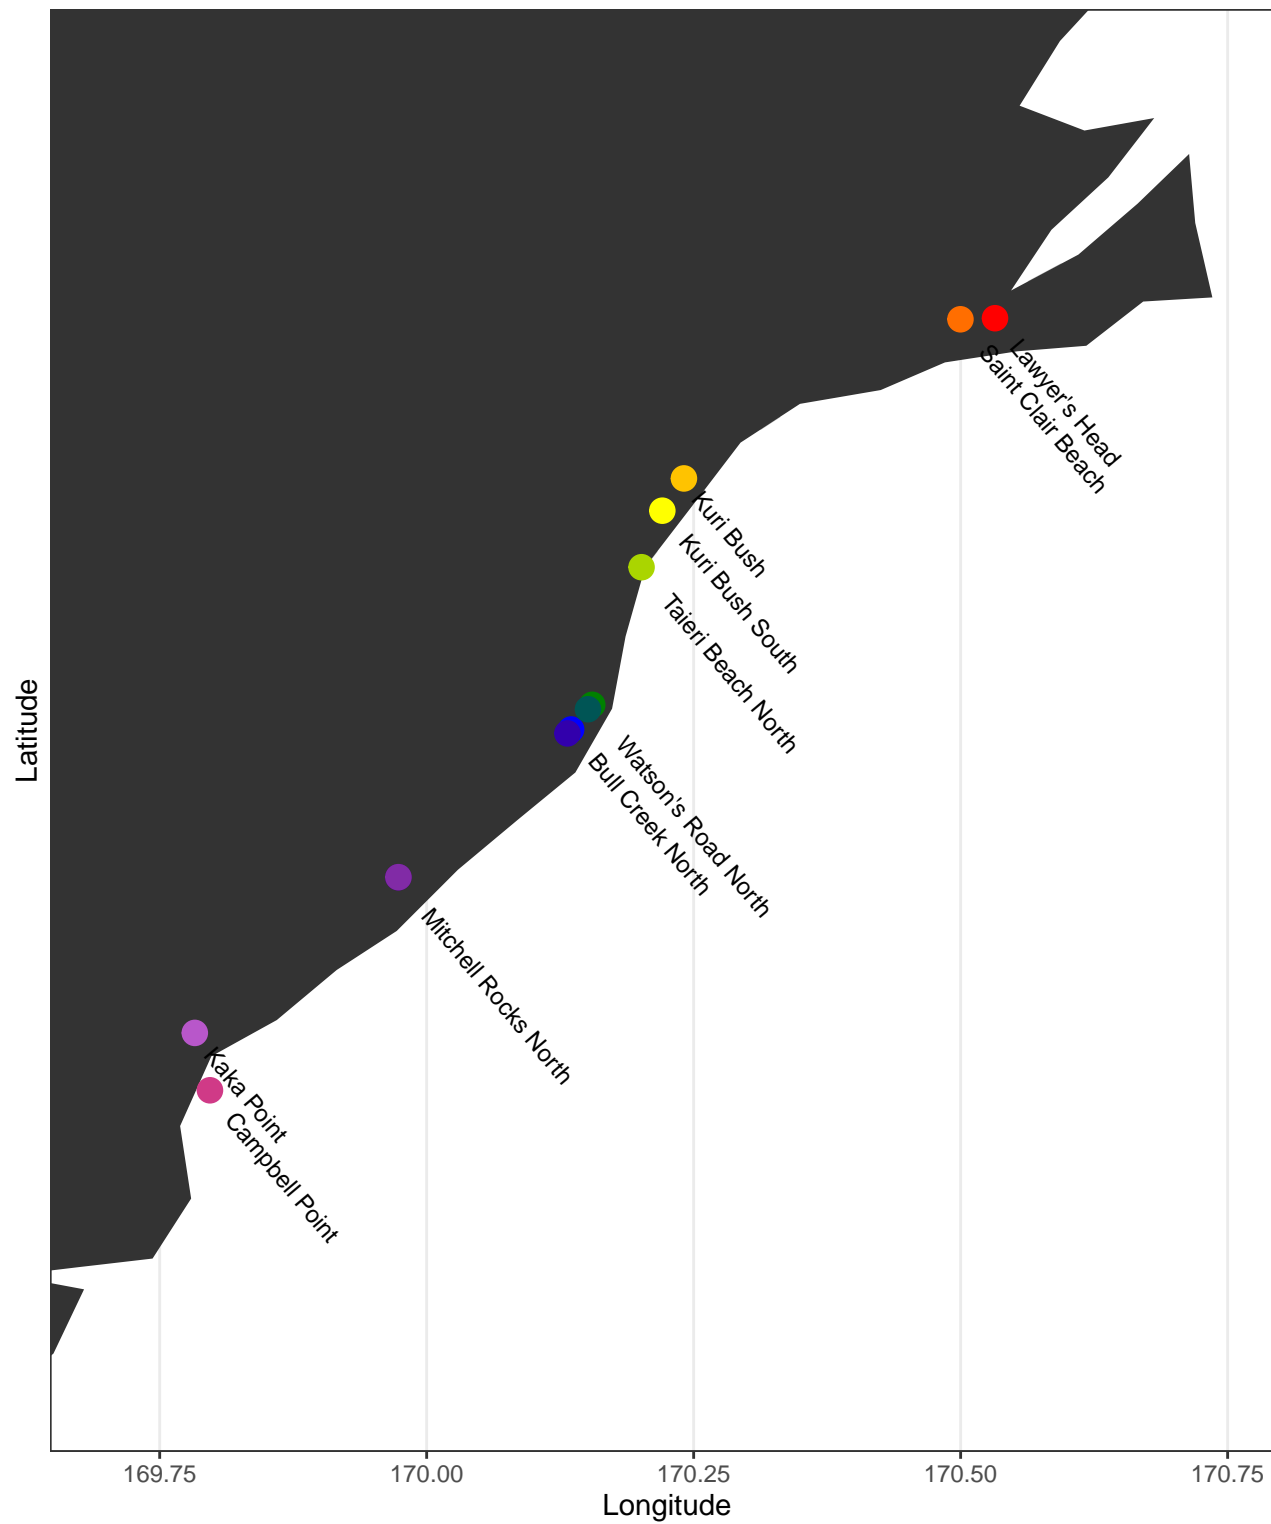 Lawyer's Head
Saint Clair Beach
Kuri Bush
Kuri Bush South
Taieri Beach North
Watson's Road North
Bull Creek North
Mitchell Rocks North
Kaka Point
Campbell Point
Latitude
169.75 170.00 170.25 170.50 170.75
Longitude